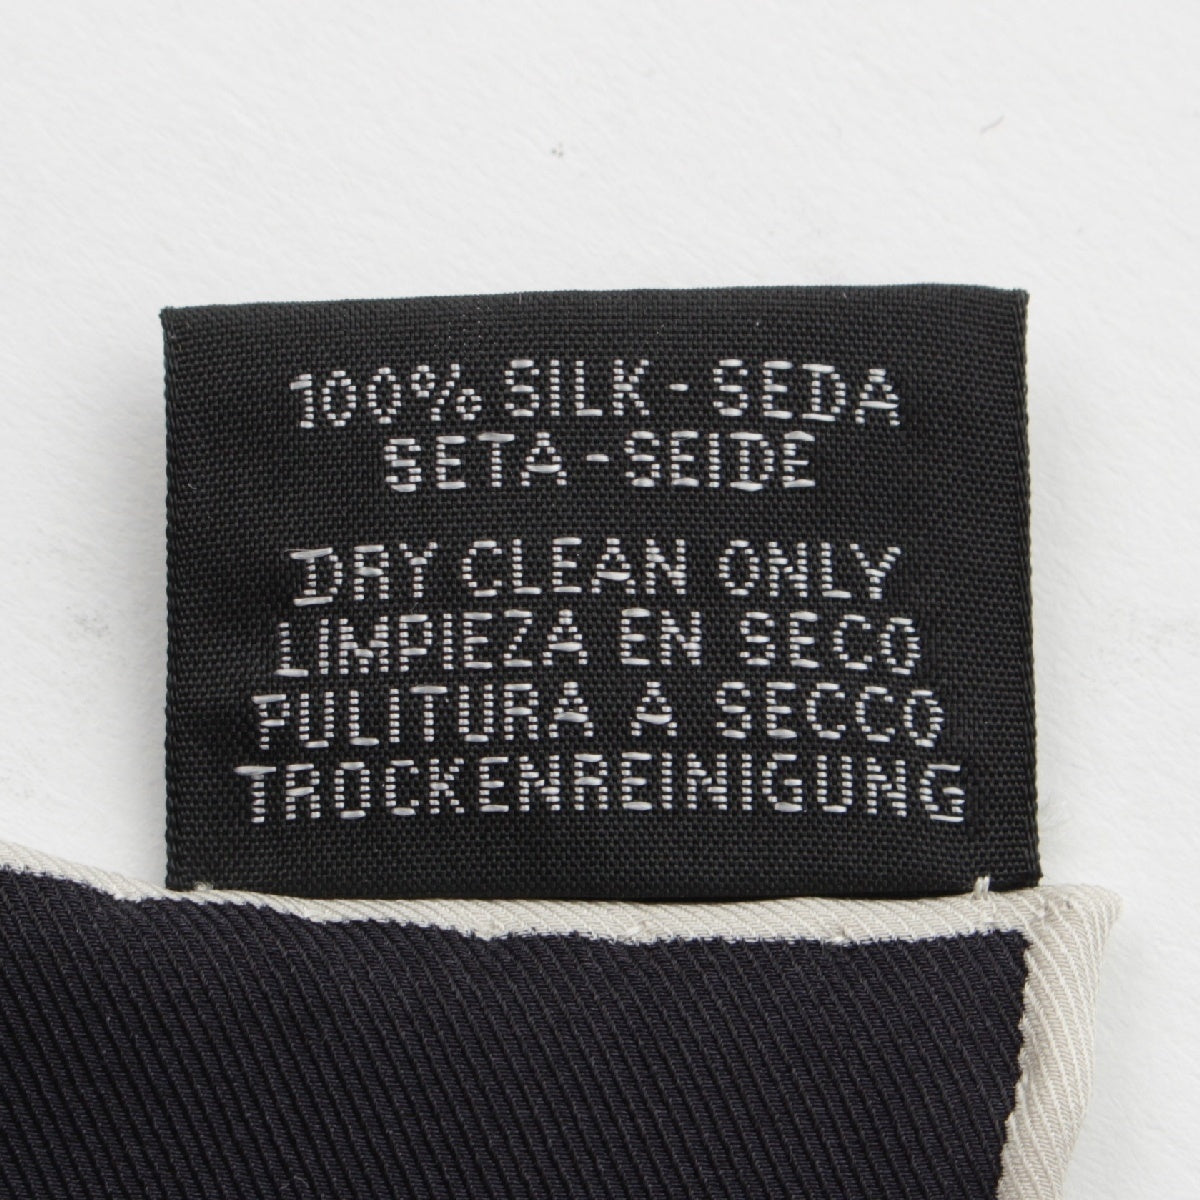 100% SILK - SEDA
SETA - SEIDE
DRY CLEAN ONLY
LIMPIEZA EN SECO
PULITURA A SECCO
TROCKENREINIGUNG